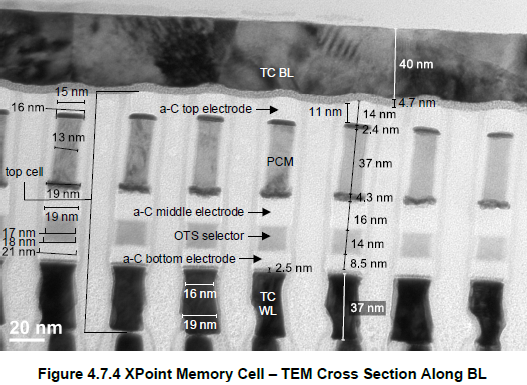 TC BL
40 nm
15 nm
4.7 nm
16 nm
a-C top electrode
11 nm
14 nm
2.4 nm
13 nm
PCM
37 nm
top cell
19 nm
4.3 nm
19 nm
a-C middle electrode
16 nm
17 nm
OTS selector
18 nm
14 nm
21 nm
a-C bottom electrode
8.5 nm
2.5 nm
TC
WL
16 nm
37 nm
19 nm
20 nm
Figure 4.7.4 XPoint Memory Cell – TEM Cross Section Along BL